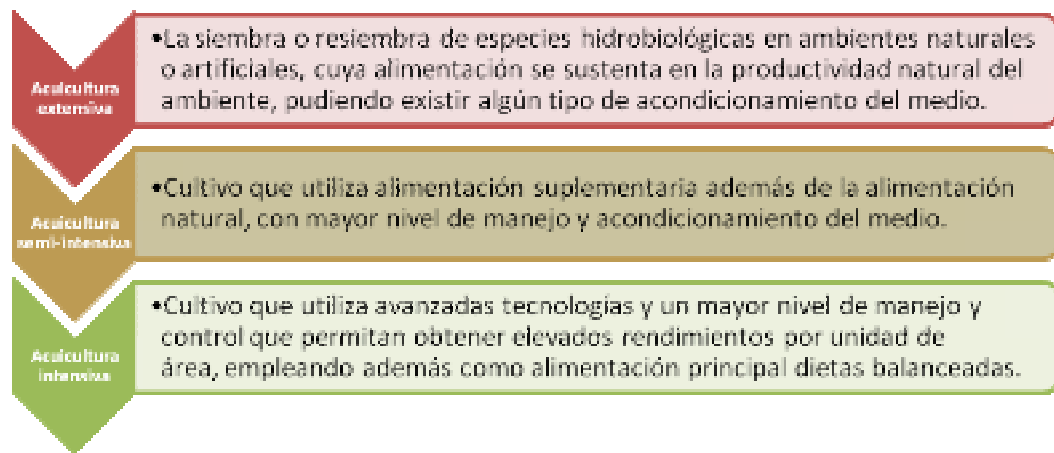 Acuicultura
extensiva
•La siembra o resiembra de especies hidrobiológicas en ambientes naturales
o artificiales, cuya alimentación se sustenta en la productividad natural del
ambiente, pudiendo existir algún tipo de acondicionamiento del medio.
Acuicultura
semi-intensiva
•Cultivo que utiliza alimentación suplementaria además de la alimentación
natural, con mayor nivel de manejo y acondicionamiento del medio.
Acuicultura
intensiva
•Cultivo que utiliza avanzadas tecnologías y un mayor nivel de manejo y
control que permitan obtener elevados rendimientos por unidad de
área, empleando además como alimentación principal dietas balanceadas.